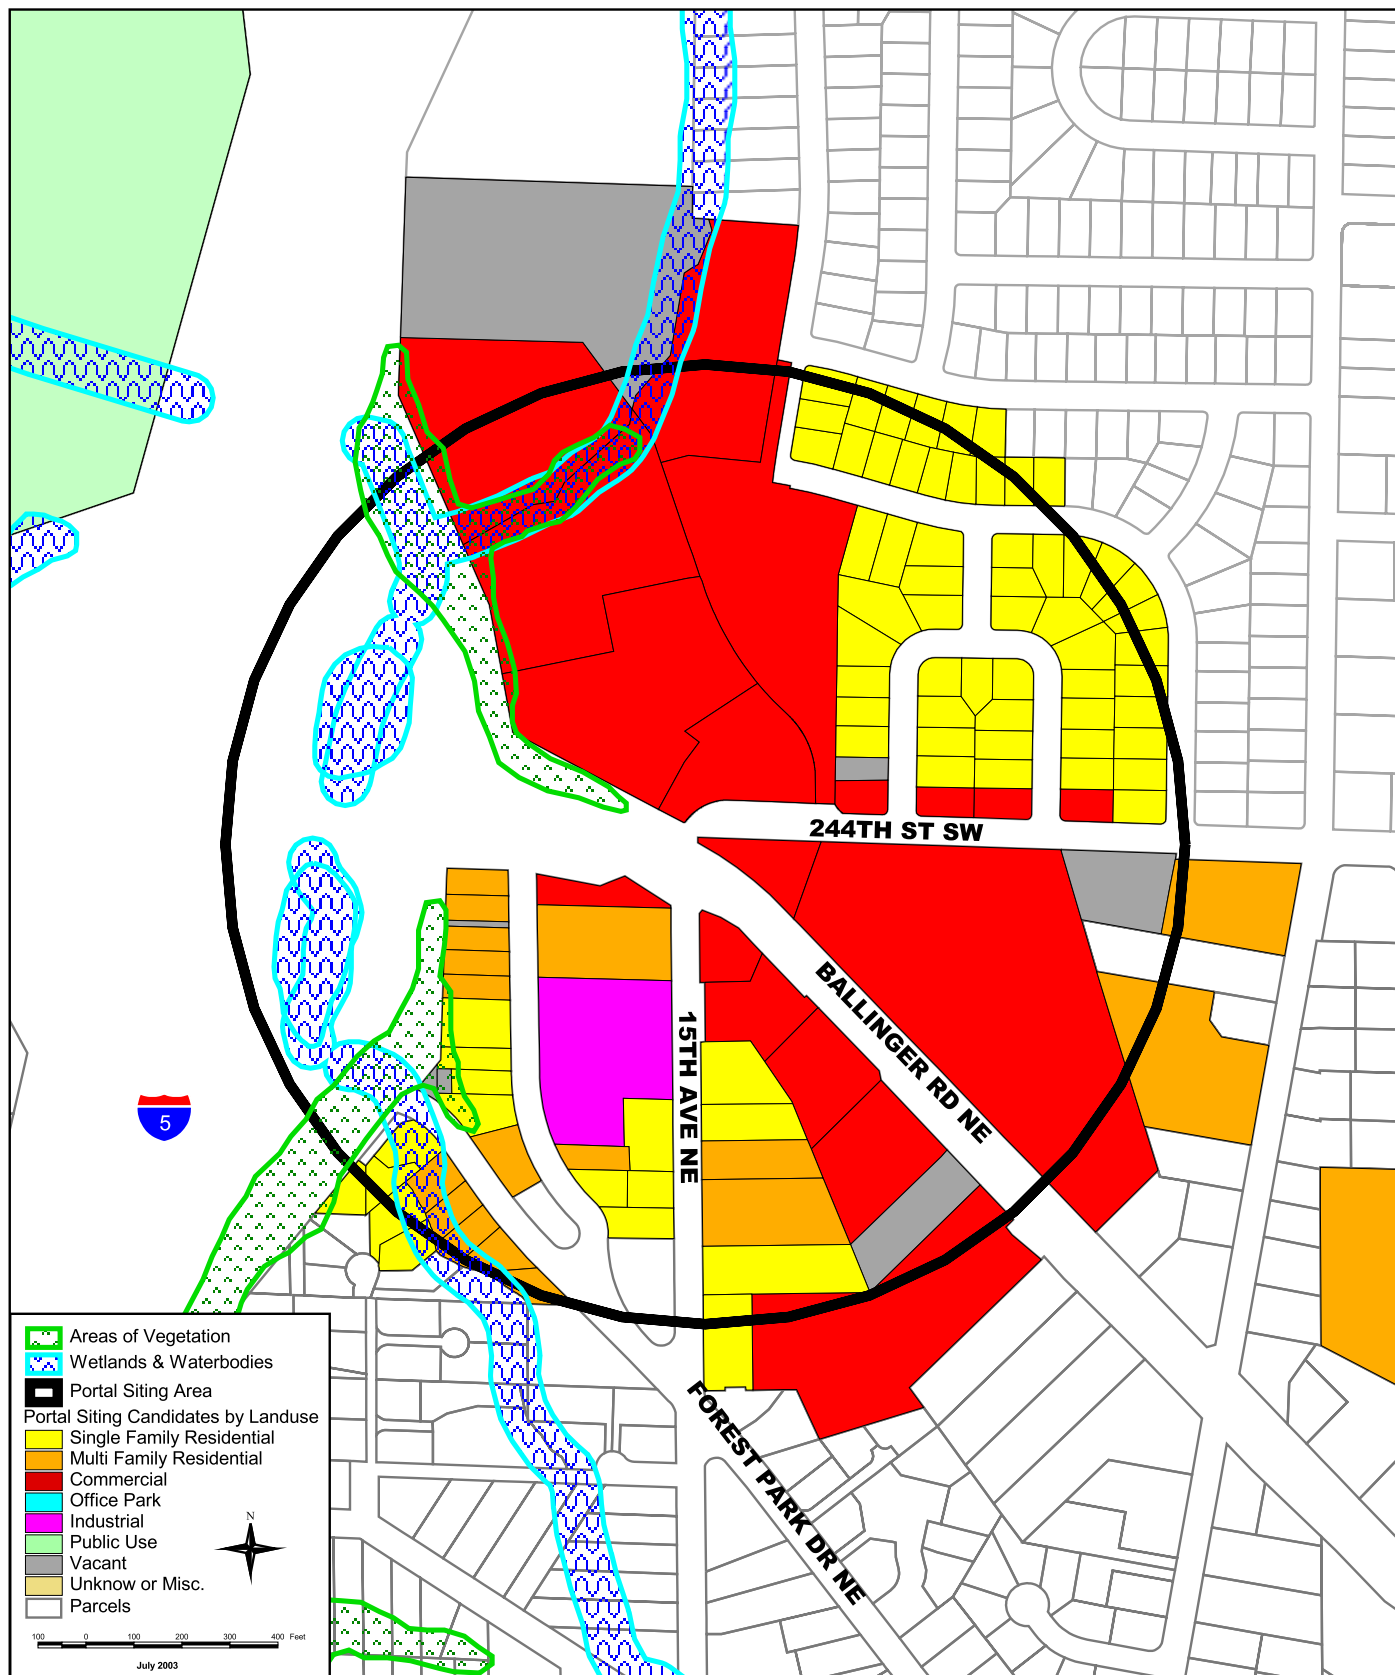 244TH ST SW
BALLINGER RD NE
15TH AVE NE
5
FOREST PARK DR NE
Areas of Vegetation
Wetlands & Waterbodies
Portal Siting Area
Portal Siting Candidates by Landuse
Single Family Residential
Multi Family Residential
Commercial
Office Park
Industrial
Public Use
Vacant
Unknow or Misc.
Parcels
N
100 0 100 200 300 400 Feet
July 2003